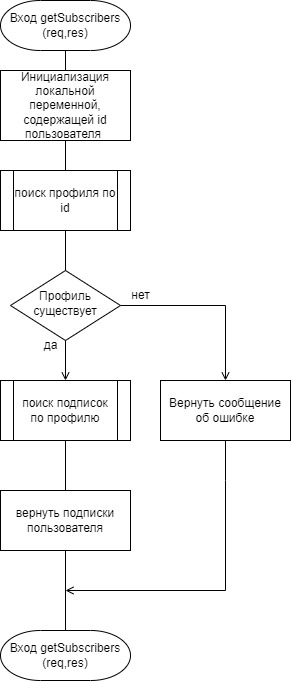 Вход getSubscribers
(req,res)
Инициализация
локальной
переменной,
содержащей id
пользователя
поиск профиля по
id
Профиль
существует
нет
да
поиск подписок
по профилю
Вернуть сообщение
об ошибке
вернуть подписки
пользователя
Вход getSubscribers
(req,res)